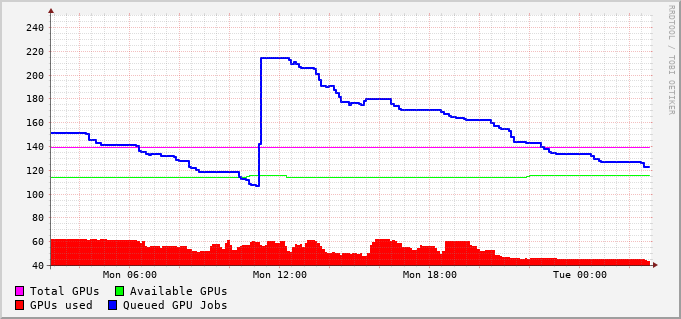 RRDTOOL / TOBI OETIKER
240
220
200
180
160
140
120
100
80
60
40
Mon 06:00 Mon 12:00 Mon 18:00 Tue 00:00
Total GPUs Available GPUs
GPUs used Queued GPU Jobs